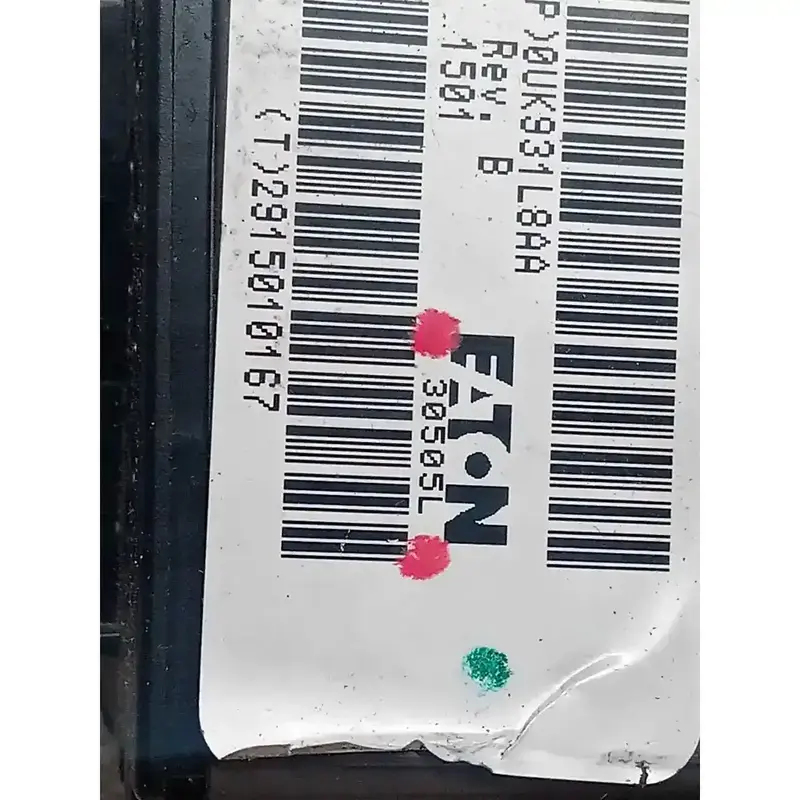 P)0UK931L8AA
Rev: B
1501
EATON
30505L
(T)2915010167